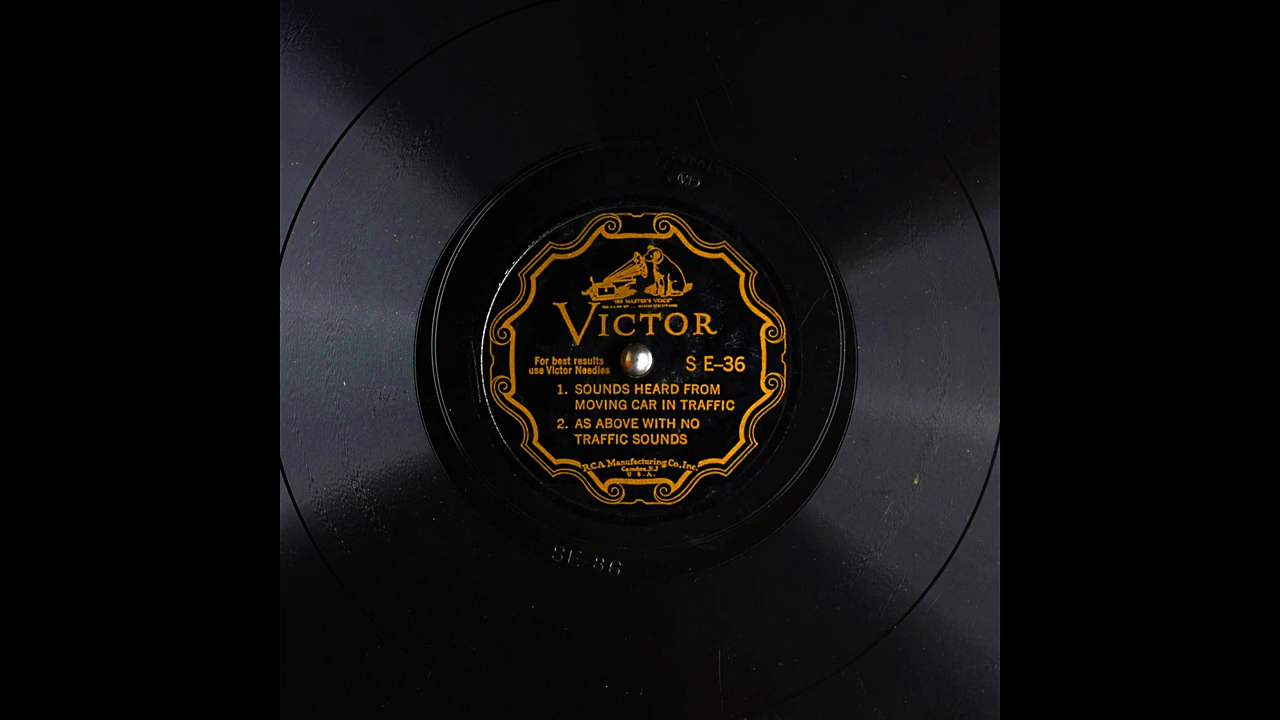 "HIS MASTER'S VOICE"
VICTOR
For best results
use Victor Needles
S E–36
1. SOUNDS HEARD FROM
MOVING CAR IN TRAFFIC
2. AS ABOVE WITH NO
TRAFFIC SOUNDS
RCA Manufacturing Co., Inc.
Camden, N.J.
U.S.A.
SE-36